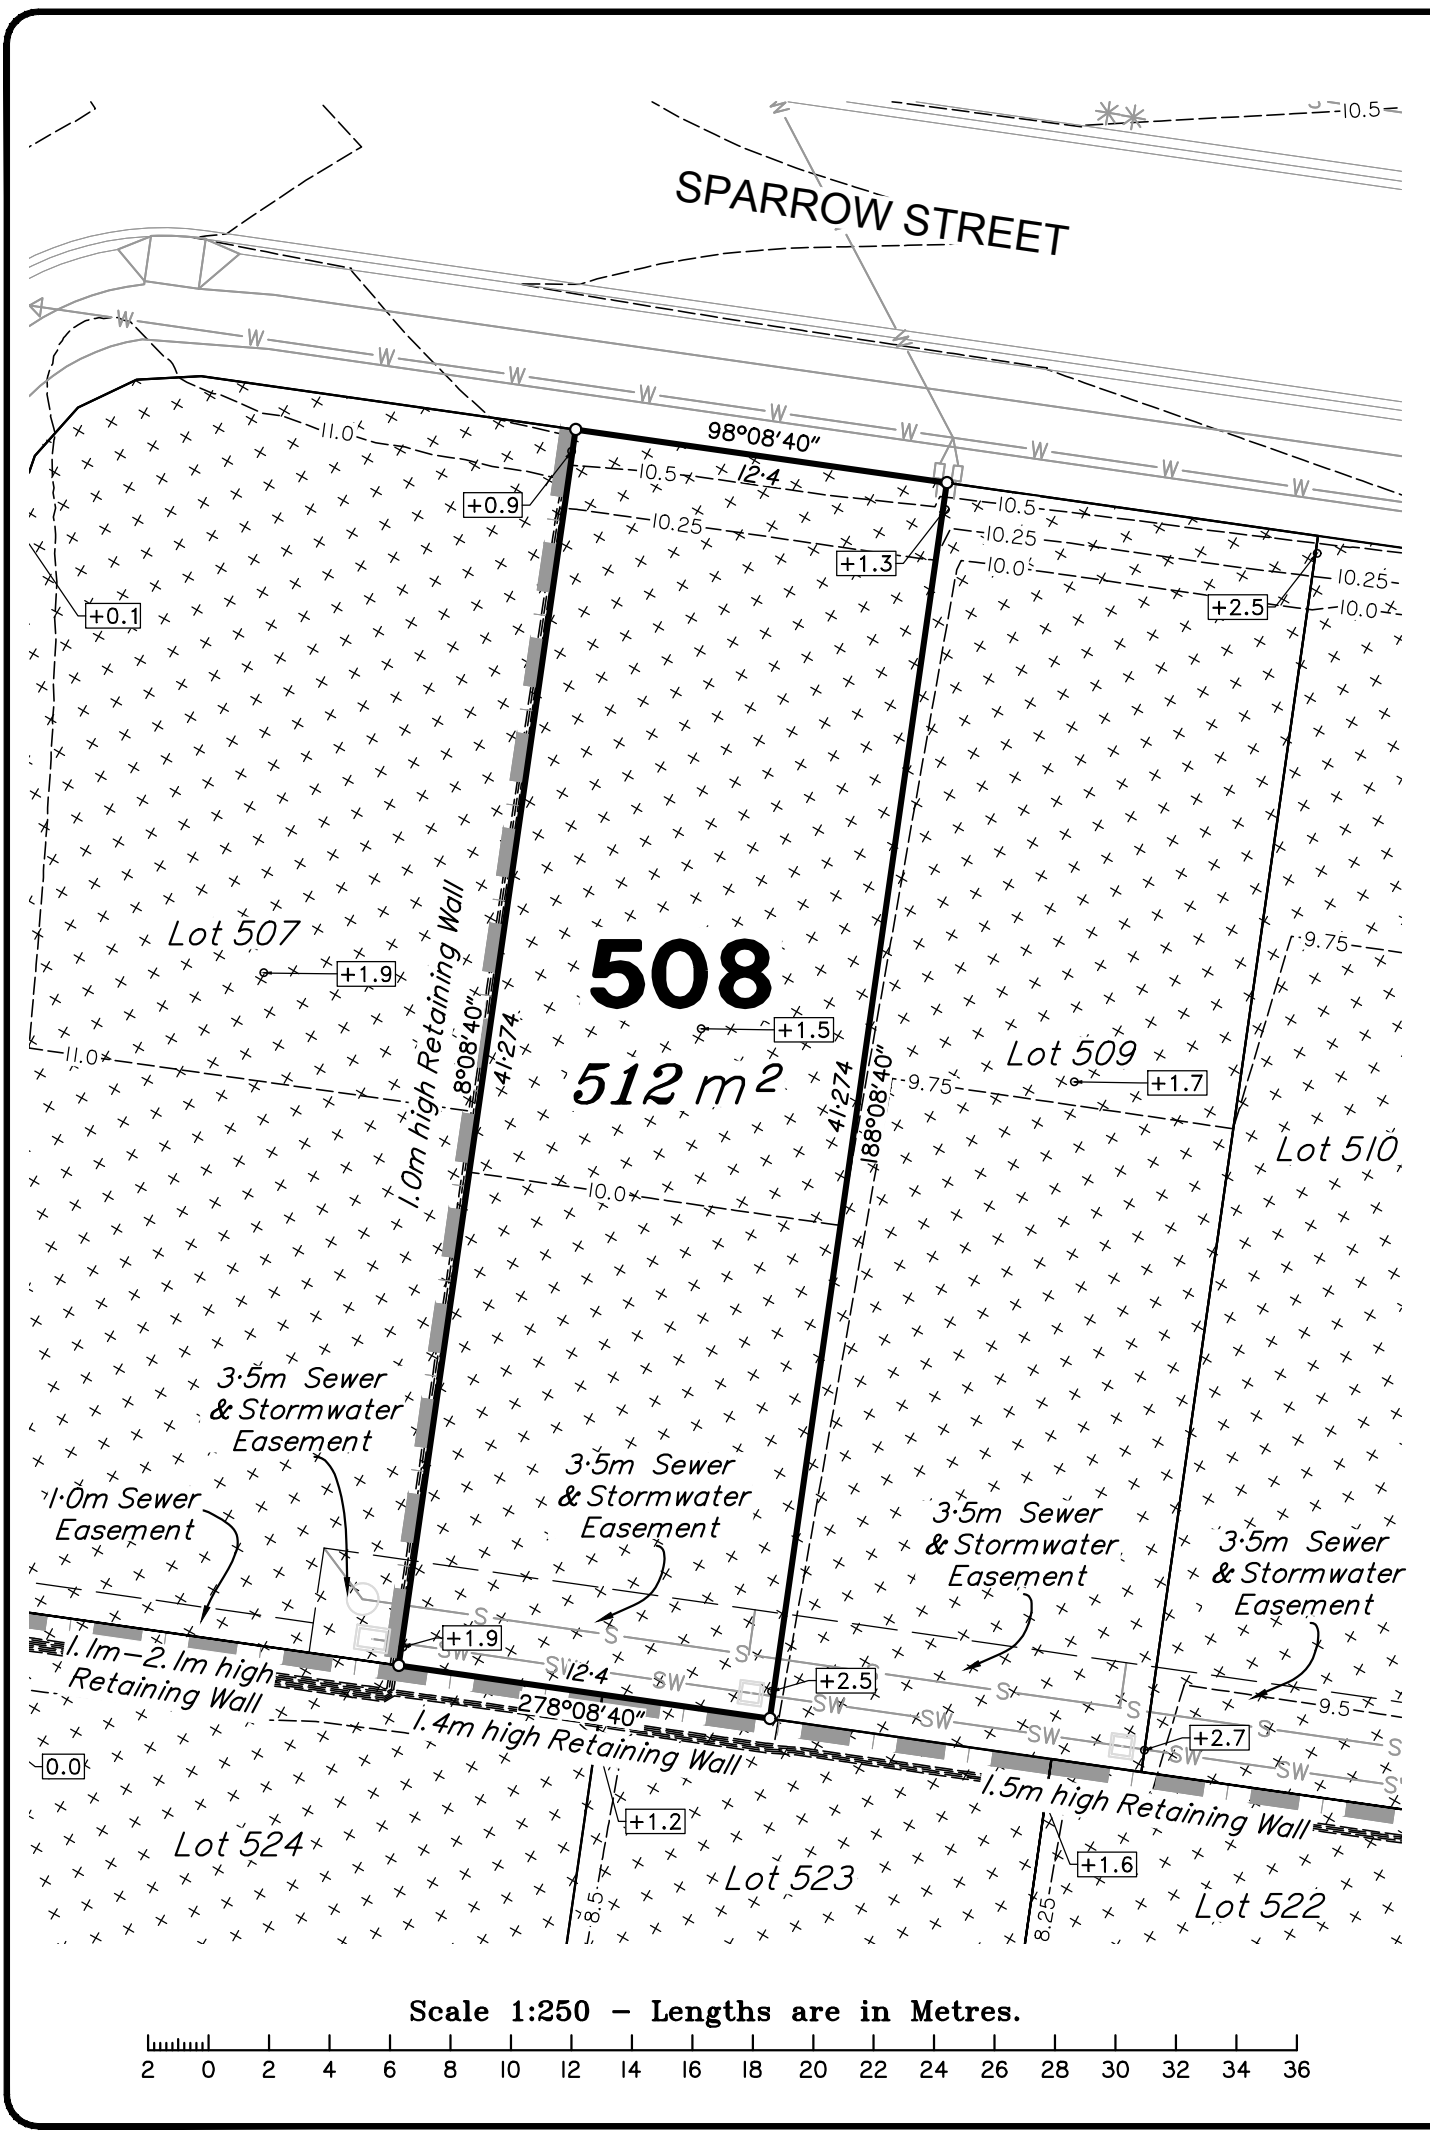 10.5
SPARROW STREET
W
W
W
W
W
W
W
W
W
W
98°08'40"
12·4
11.0
10.5
10.5
10.25
10.25
10.0
10.25
10.0
+0.9
+1.3
+2.5
+0.1
Lot 507
+1.9
1.0m high Retaining Wall
8°08'40"
41·274
508
+1.5
512 m²
41·274
188°08'40"
9.75
9.75
Lot 509
+1.7
Lot 510
11.0
10.0
3·5m Sewer
& Stormwater
Easement
1·0m Sewer
Easement
3·5m Sewer
& Stormwater
Easement
3·5m Sewer
& Stormwater
Easement
3·5m Sewer
& Stormwater
Easement
S
S
S
S
S
S
S
SW
SW
SW
SW
SW
SW
SW
SW
+1.9
12·4
278°08'40"
+2.5
+2.7
9.5
1.1m–2.1m high
Retaining Wall
1.4m high Retaining Wall
1.5m high Retaining Wall
0.0
+1.2
+1.6
Lot 524
Lot 523
Lot 522
8.5
8.25
Scale 1:250 – Lengths are in Metres.
2 0 2 4 6 8 10 12 14 16 18 20 22 24 26 28 30 32 34 36